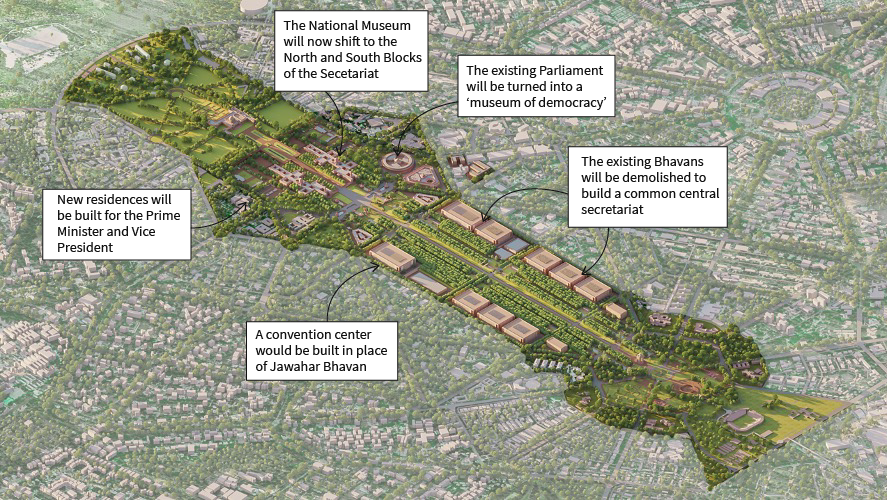 The National Museum
will now shift to the
North and South Blocks
of the Secetariat
The existing Parliament
will be turned into a
‘museum of democracy’
The existing Bhavans
will be demolished to
build a common central
secretariat
New residences will
be built for the Prime
Minister and Vice
President
A convention center
would be built in place
of Jawahar Bhavan